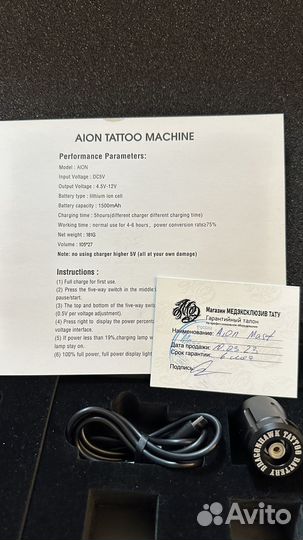 AION TATTOO MACHINE
Performance Parameters:
Model : AION
Input Voltage : DC5V
Output Voltage : 4.5V-12V
Battery type : lithium ion cell
Battery capacity : 1500mAh
Charging time : 5hours(different charger different charging time)
Working time : normal use for 4-6 hours , power conversion rate≥75%
Net weight : 181G
Volume : 105*27
Note: no using charger higher 5V (all at your own damage)
Instructions :
(1) Full charge for first use.
(2) Press the five-way switch in the middle
pause/start.
(3) The top and bottom of the five-way swit
(0.5V per voltage adjustment).
(4) Press right to display the power percent
voltage interface.
(5) If power less than 19%, charging lamp w
lamp stay on.
(6) 100% full power, full power display light
Магазин МЕДЭКСКЛЮЗИВ ТАТУ
Гарантийный талон
Наименование: Aion Mast
Дата продажи:
Срок гарантии:
Подпись:
DRAGONHAWK TATTOO BATTERY
Avito